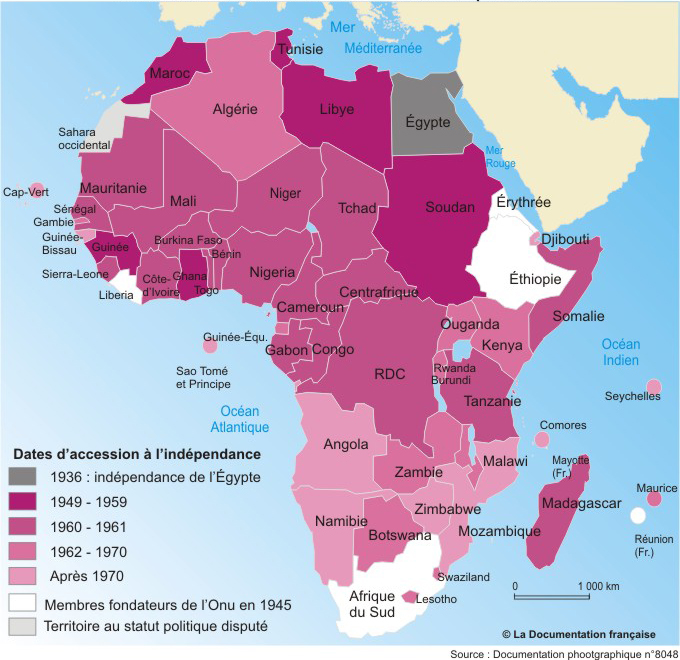 Mer
Méditerranée
Tunisie
Maroc
Algérie
Libye
Égypte
Sahara
occidental
Mer
Rouge
Cap-Vert
Mauritanie
Mali
Niger
Tchad
Soudan
Érythrée
Sénégal
Gambie
Guinée-
Bissau
Guinée
Burkina Faso
Bénin
Djibouti
Sierra-Leone
Liberia
Côte-
d'Ivoire
Ghana
Togo
Nigeria
Centrafrique
Éthiopie
Cameroun
Somalie
Ouganda
Kenya
Guinée-Équ.
Gabon
Congo
RDC
Rwanda
Burundi
Océan
Indien
Sao Tomé
et Principe
Tanzanie
Seychelles
Océan
Atlantique
Comores
Angola
Malawi
Mayotte
(Fr.)
Zambie
Maurice
Madagascar
Zimbabwe
Namibie
Mozambique
Botswana
Réunion
(Fr.)
Swaziland
Lesotho
Afrique
du Sud
Dates d'accession à l'indépendance
1936 : indépendance de l'Égypte
1949 - 1959
1960 - 1961
1962 - 1970
Après 1970
Membres fondateurs de l'Onu en 1945
Territoire au statut politique disputé
0 1 000 km
© La Documentation française
Source : Documentation phootgraphique n°8048